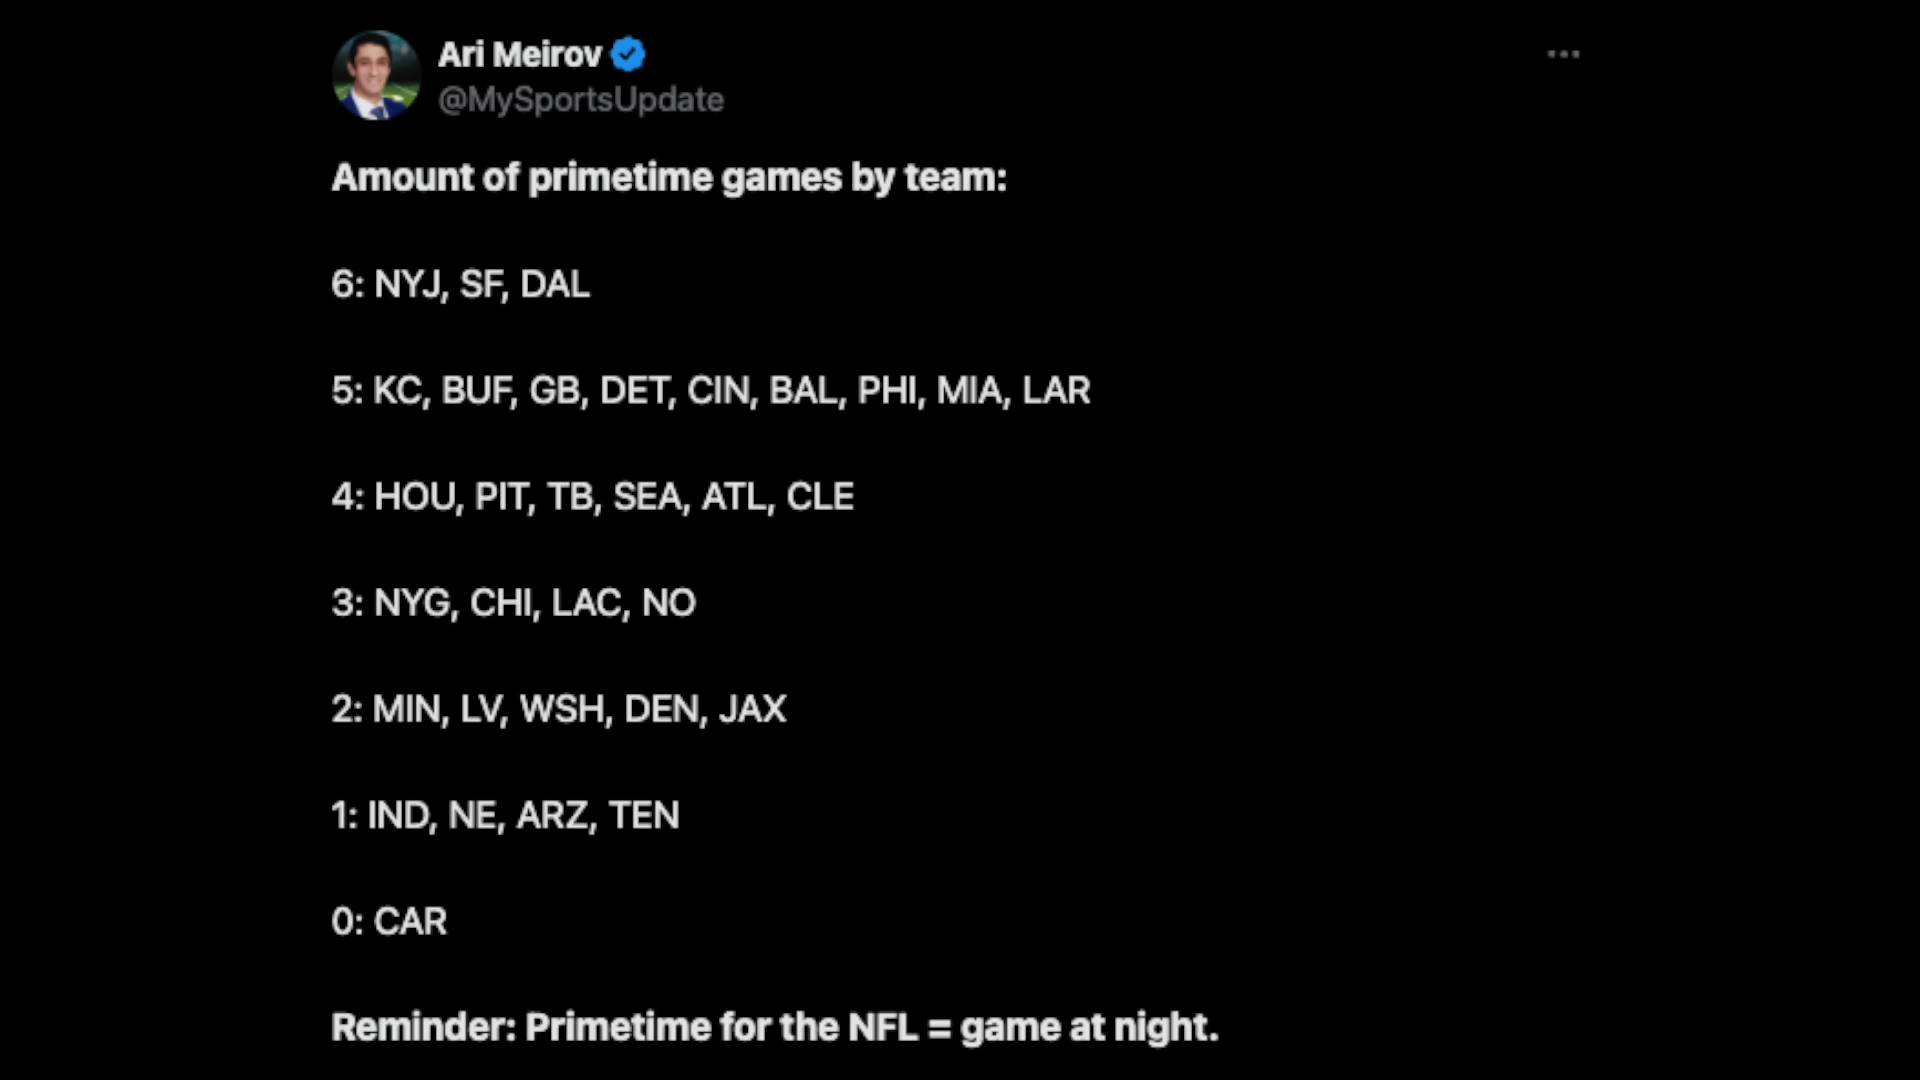 Ari Meirov
@MySportsUpdate
Amount of primetime games by team:
6: NYJ, SF, DAL
5: KC, BUF, GB, DET, CIN, BAL, PHI, MIA, LAR
4: HOU, PIT, TB, SEA, ATL, CLE
3: NYG, CHI, LAC, NO
2: MIN, LV, WSH, DEN, JAX
1: IND, NE, ARZ, TEN
0: CAR
Reminder: Primetime for the NFL = game at night.